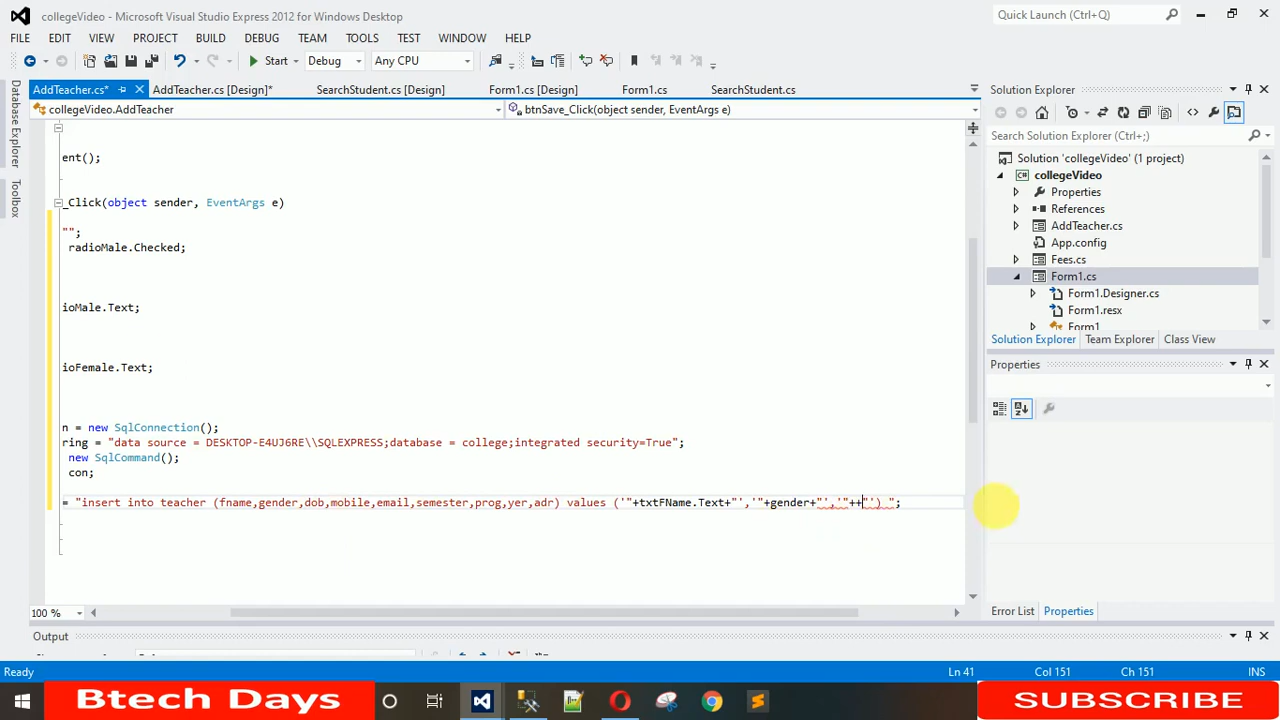 collegeVideo - Microsoft Visual Studio Express 2012 for Windows Desktop
Quick Launch (Ctrl+Q)
FILE EDIT VIEW PROJECT BUILD DEBUG TEAM TOOLS TEST WINDOW HELP
Start Debug Any CPU
AddTeacher.cs* AddTeacher.cs [Design]* SearchStudent.cs [Design] Form1.cs [Design] Form1.cs SearchStudent.cs
collegeVideo.AddTeacher btnSave_Click(object sender, EventArgs e)
Database Explorer
Toolbox
ent();
_Click(object sender, EventArgs e)
"";
radioMale.Checked;
ioMale.Text;
ioFemale.Text;
n = new SqlConnection();
ring = "data source = DESKTOP-E4UJ6RE\\SQLEXPRESS;database = college;integrated security=True";
new SqlCommand();
con;
= "insert into teacher (fname,gender,dob,mobile,email,semester,prog,yer,adr) values ('"+txtFName.Text+"','"+gender+"','"++"') ";
100 %
Output
Solution Explorer
Search Solution Explorer (Ctrl+;)
Solution 'collegeVideo' (1 project)
collegeVideo
Properties
References
AddTeacher.cs
App.config
Fees.cs
Form1.cs
Form1.Designer.cs
Form1.resx
Form1
Solution Explorer Team Explorer Class View
Properties
Error List Properties
Ready Ln 41 Col 151 Ch 151 INS
Btech Days
SUBSCRIBE